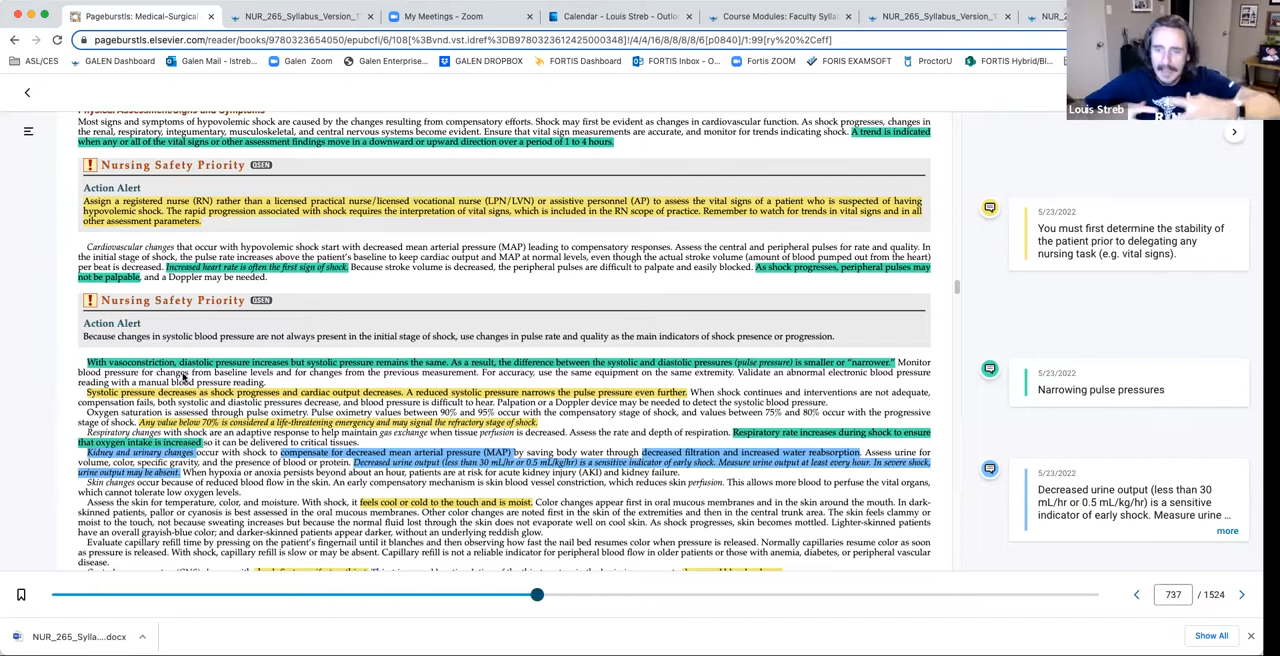 Pageburstls: Medical-Surgical
NUR_265_Syllabus_Version_1
My Meetings - Zoom
Calendar - Louis Streb - Outlo
Course Modules: Faculty Sylla
NUR_265_Syllabus_Version_1
NUR_2
pageburstls.elsevier.com/reader/books/9780323654050/epubcfi/6/108[%3Bvnd.vst.idref%3DB9780323612425000348]!/4/4/16/8/8/8/8/6[p0840]/1:99[ry%20%2Ceff]
ASL/CES
GALEN Dashboard
Galen Mail - lstreb...
Galen Zoom
Galen Enterprise...
GALEN DROPBOX
FORTIS Dashboard
FORTIS Inbox - O...
Fortis ZOOM
FORIS EXAMSOFT
ProctorU
FORTIS Hybrid/Bl...
Louis Streb
Physical Assessment/Signs and Symptoms
Most signs and symptoms of hypovolemic shock are caused by the changes resulting from compensatory efforts. Shock may first be evident as changes in cardiovascular function. As shock progresses, changes in
the renal, respiratory, integumentary, musculoskeletal, and central nervous systems become evident. Ensure that vital sign measurements are accurate, and monitor for trends indicating shock. A trend is indicated
when any or all of the vital signs or other assessment findings move in a downward or upward direction over a period of 1 to 4 hours.
! Nursing Safety Priority QSEN
Action Alert
Assign a registered nurse (RN) rather than a licensed practical nurse/licensed vocational nurse (LPN/LVN) or assistive personnel (AP) to assess the vital signs of a patient who is suspected of having
hypovolemic shock. The rapid progression associated with shock requires the interpretation of vital signs, which is included in the RN scope of practice. Remember to watch for trends in vital signs and in all
other assessment parameters.
Cardiovascular changes that occur with hypovolemic shock start with decreased mean arterial pressure (MAP) leading to compensatory responses. Assess the central and peripheral pulses for rate and quality. In
the initial stage of shock, the pulse rate increases above the patient's baseline to keep cardiac output and MAP at normal levels, even though the actual stroke volume (amount of blood pumped out from the heart)
per beat is decreased. Increased heart rate is often the first sign of shock. Because stroke volume is decreased, the peripheral pulses are difficult to palpate and easily blocked. As shock progresses, peripheral pulses may
not be palpable, and a Doppler may be needed.
! Nursing Safety Priority QSEN
Action Alert
Because changes in systolic blood pressure are not always present in the initial stage of shock, use changes in pulse rate and quality as the main indicators of shock presence or progression.
With vasoconstriction, diastolic pressure increases but systolic pressure remains the same. As a result, the difference between the systolic and diastolic pressures (pulse pressure) is smaller or "narrower." Monitor
blood pressure for changes from baseline levels and for changes from the previous measurement. For accuracy, use the same equipment on the same extremity. Validate an abnormal electronic blood pressure
reading with a manual blood pressure reading.
Systolic pressure decreases as shock progresses and cardiac output decreases. A reduced systolic pressure narrows the pulse pressure even further. When shock continues and interventions are not adequate,
compensation fails, both systolic and diastolic pressures decrease, and blood pressure is difficult to hear. Palpation or a Doppler device may be needed to detect the systolic blood pressure.
Oxygen saturation is assessed through pulse oximetry. Pulse oximetry values between 90% and 95% occur with the compensatory stage of shock, and values between 75% and 80% occur with the progressive
stage of shock. Any value below 70% is considered a life-threatening emergency and may signal the refractory stage of shock.
Respiratory changes with shock are an adaptive response to help maintain gas exchange when tissue perfusion is decreased. Assess the rate and depth of respiration. Respiratory rate increases during shock to ensure
that oxygen intake is increased so it can be delivered to critical tissues.
Kidney and urinary changes occur with shock to compensate for decreased mean arterial pressure (MAP) by saving body water through decreased filtration and increased water reabsorption. Assess urine for
volume, color, specific gravity, and the presence of blood or protein. Decreased urine output (less than 30 mL/hr or 0.5 mL/kg/hr) is a sensitive indicator of early shock. Measure urine output at least every hour. In severe shock,
urine output may be absent. When hypoxia or anoxia persists beyond about an hour, patients are at risk for acute kidney injury (AKI) and kidney failure.
Skin changes occur because of reduced blood flow in the skin. An early compensatory mechanism is skin blood vessel constriction, which reduces skin perfusion. This allows more blood to perfuse the vital organs,
which cannot tolerate low oxygen levels.
Assess the skin for temperature, color, and moisture. With shock, it feels cool or cold to the touch and is moist. Color changes appear first in oral mucous membranes and in the skin around the mouth. In dark-
skinned patients, pallor or cyanosis is best assessed in the oral mucous membranes. Other color changes are noted first in the skin of the extremities and then in the central trunk area. The skin feels clammy or
moist to the touch, not because sweating increases but because the normal fluid lost through the skin does not evaporate well on cool skin. As shock progresses, skin becomes mottled. Lighter-skinned patients
have an overall grayish-blue color; and darker-skinned patients appear darker, without an underlying reddish glow.
Evaluate capillary refill time by pressing on the patient's fingernail until it blanches and then observing how fast the nail bed resumes color when pressure is released. Normally capillaries resume color as soon
as pressure is released. With shock, capillary refill is slow or may be absent. Capillary refill is not a reliable indicator for peripheral blood flow in older patients or those with anemia, diabetes, or peripheral vascular
disease.
5/23/2022
You must first determine the stability of
the patient prior to delegating any
nursing task (e.g. vital signs).
5/23/2022
Narrowing pulse pressures
5/23/2022
Decreased urine output (less than 30
mL/hr or 0.5 mL/kg/hr) is a sensitive
indicator of early shock. Measure urine ...
more
737 / 1524
NUR_265_Sylla....docx
Show All